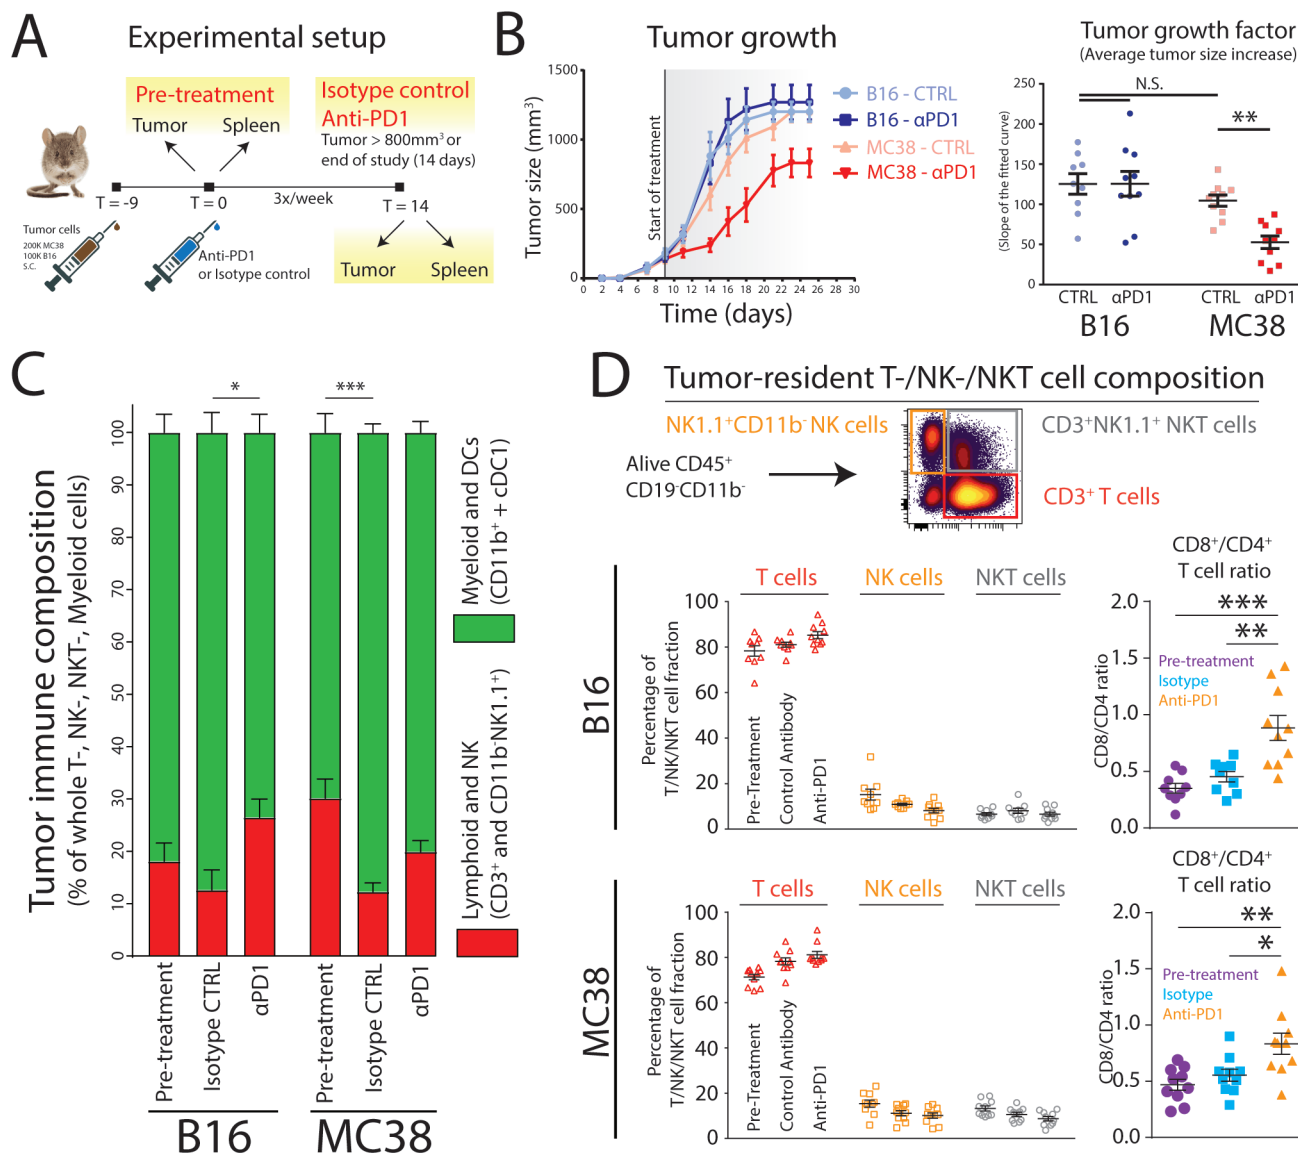 A
Experimental setup
Pre-treatment
Tumor
Spleen
Isotype control
Anti-PD1
Tumor > 800mm³ or
end of study (14 days)
T = -9
T = 0
3x/week
T = 14
Tumor cells
200K MC38
100K B16
S.C.
Anti-PD1
or Isotype control
Tumor
Spleen
B
Tumor growth
Tumor size (mm³)
1500
1000
500
0
Start of treatment
0 2 4 6 8 10 12 14 16 18 20 22 24 26 28 30
Time (days)
B16 - CTRL
B16 - αPD1
MC38 - CTRL
MC38 - αPD1
Tumor growth factor
(Average tumor size increase)
(Slope of the fitted curve)
250
200
150
100
50
0
N.S.
**
CTRL αPD1
CTRL αPD1
B16
MC38
C
Tumor immune composition
(% of whole T-, NK-, NKT-, Myeloid cells)
100
90
80
70
60
50
40
30
20
10
0
*
***
Pre-treatment
Isotype CTRL
αPD1
Pre-treatment
Isotype CTRL
αPD1
B16
MC38
Myeloid and DCs
(CD11b⁺ + cDC1)
Lymphoid and NK
(CD3⁺ and CD11b⁻NK1.1⁺)
D
Tumor-resident T-/NK-/NKT cell composition
NK1.1⁺CD11b⁻ NK cells
CD3⁺NK1.1⁺ NKT cells
Alive CD45⁺
CD19⁻CD11b⁻
CD3⁺ T cells
B16
T cells
NK cells
NKT cells
Percentage of
T/NK/NKT cell fraction
100
80
60
40
20
0
Pre-Treatment
Control Antibody
Anti-PD1
CD8⁺/CD4⁺
T cell ratio
***
**
CD8/CD4 ratio
2.0
1.5
1.0
0.5
0.0
Pre-treatment
Isotype
Anti-PD1
MC38
T cells
NK cells
NKT cells
Percentage of
T/NK/NKT cell fraction
100
80
60
40
20
0
Pre-Treatment
Control Antibody
Anti-PD1
CD8⁺/CD4⁺
T cell ratio
**
*
CD8/CD4 ratio
2.0
1.5
1.0
0.5
0.0
Pre-treatment
Isotype
Anti-PD1